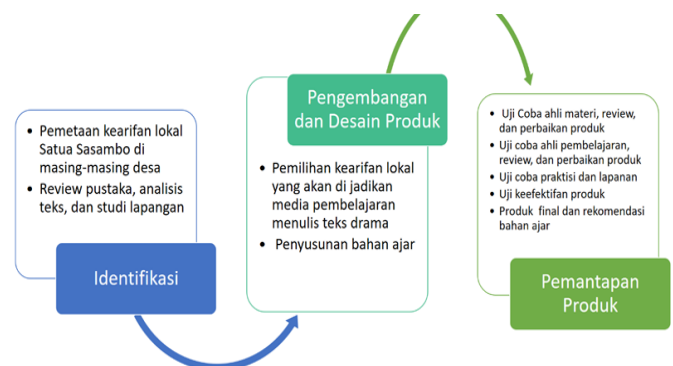 • Pemetaan kearifan lokal
Satua Sasambo di
masing-masing desa
• Review pustaka, analisis
teks, dan studi lapangan
Identifikasi
Pengembangan
dan Desain Produk
• Pemilihan kearifan lokal
yang akan di jadikan
media pembelajaran
menulis teks drama
• Penyusunan bahan ajar
• Uji Coba ahli materi, review,
dan perbaikan produk
• Uji coba ahli pembelajaran,
review, dan perbaikan produk
• Uji coba praktisi dan lapanan
• Uji keefektifan produk
• Produk final dan rekomendasi
bahan ajar
Pemantapan
Produk